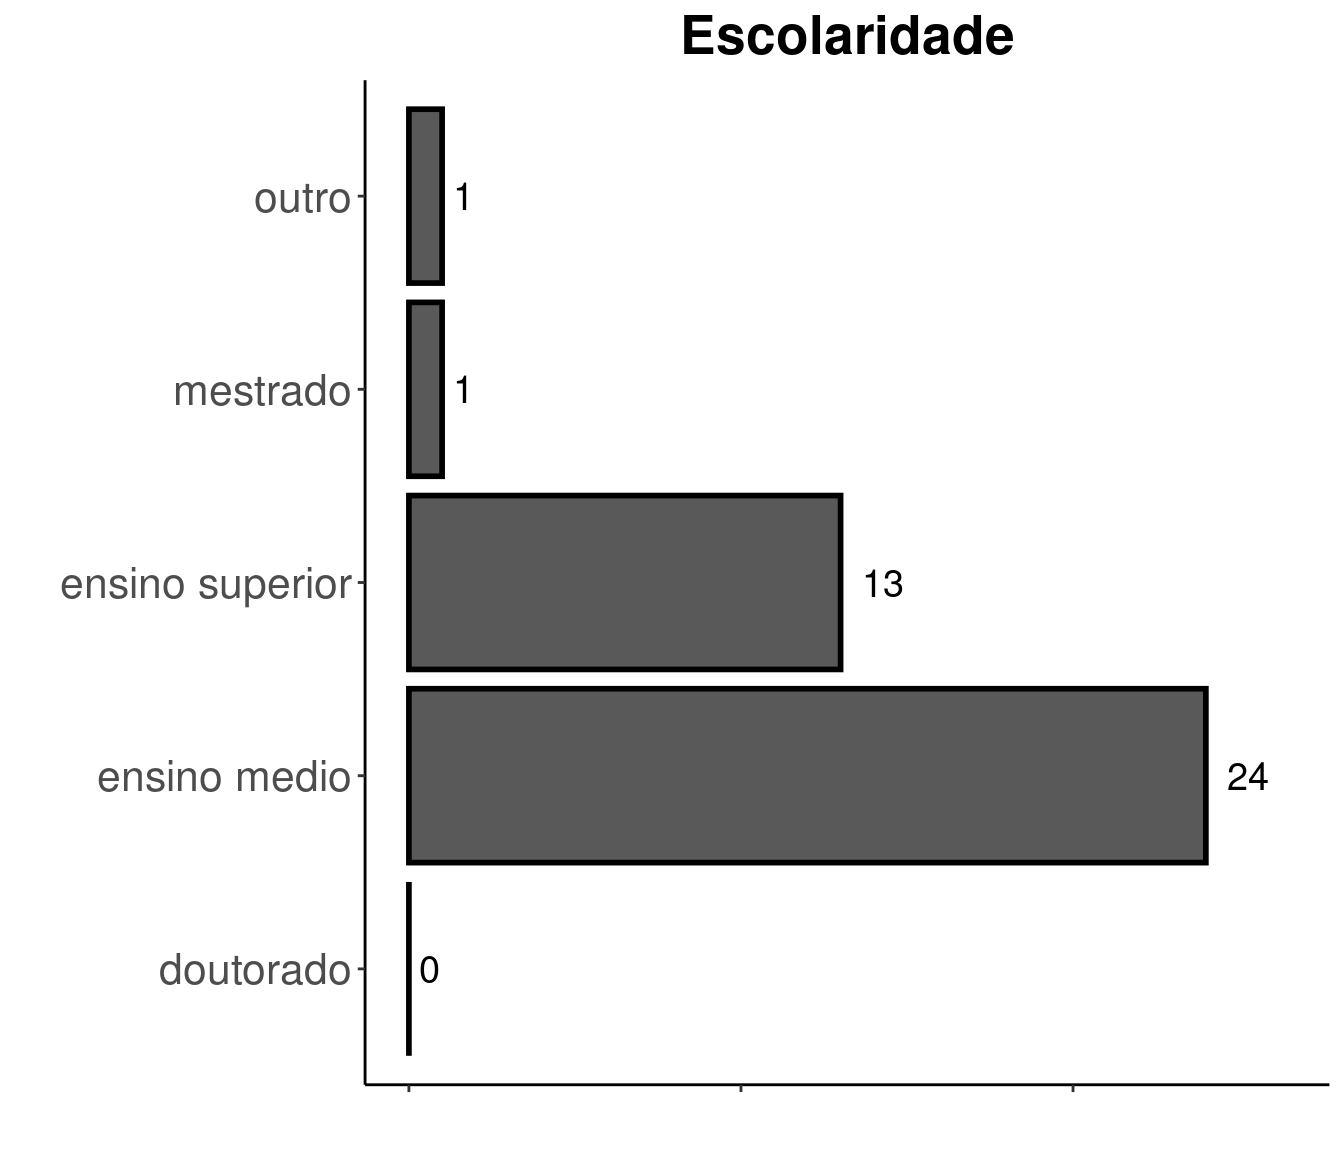 Escolaridade
outro 1
mestrado 1
ensino superior 13
ensino medio 24
doutorado 0